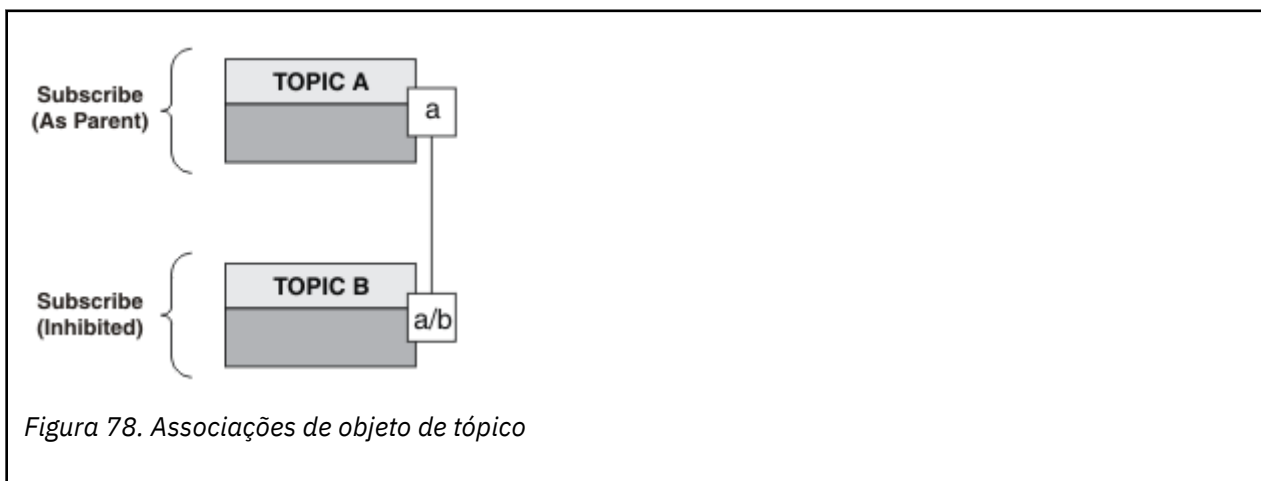 Subscribe
(As Parent)
TOPIC A
a
Subscribe
(Inhibited)
TOPIC B
a/b
Figura 78. Associações de objeto de tópico